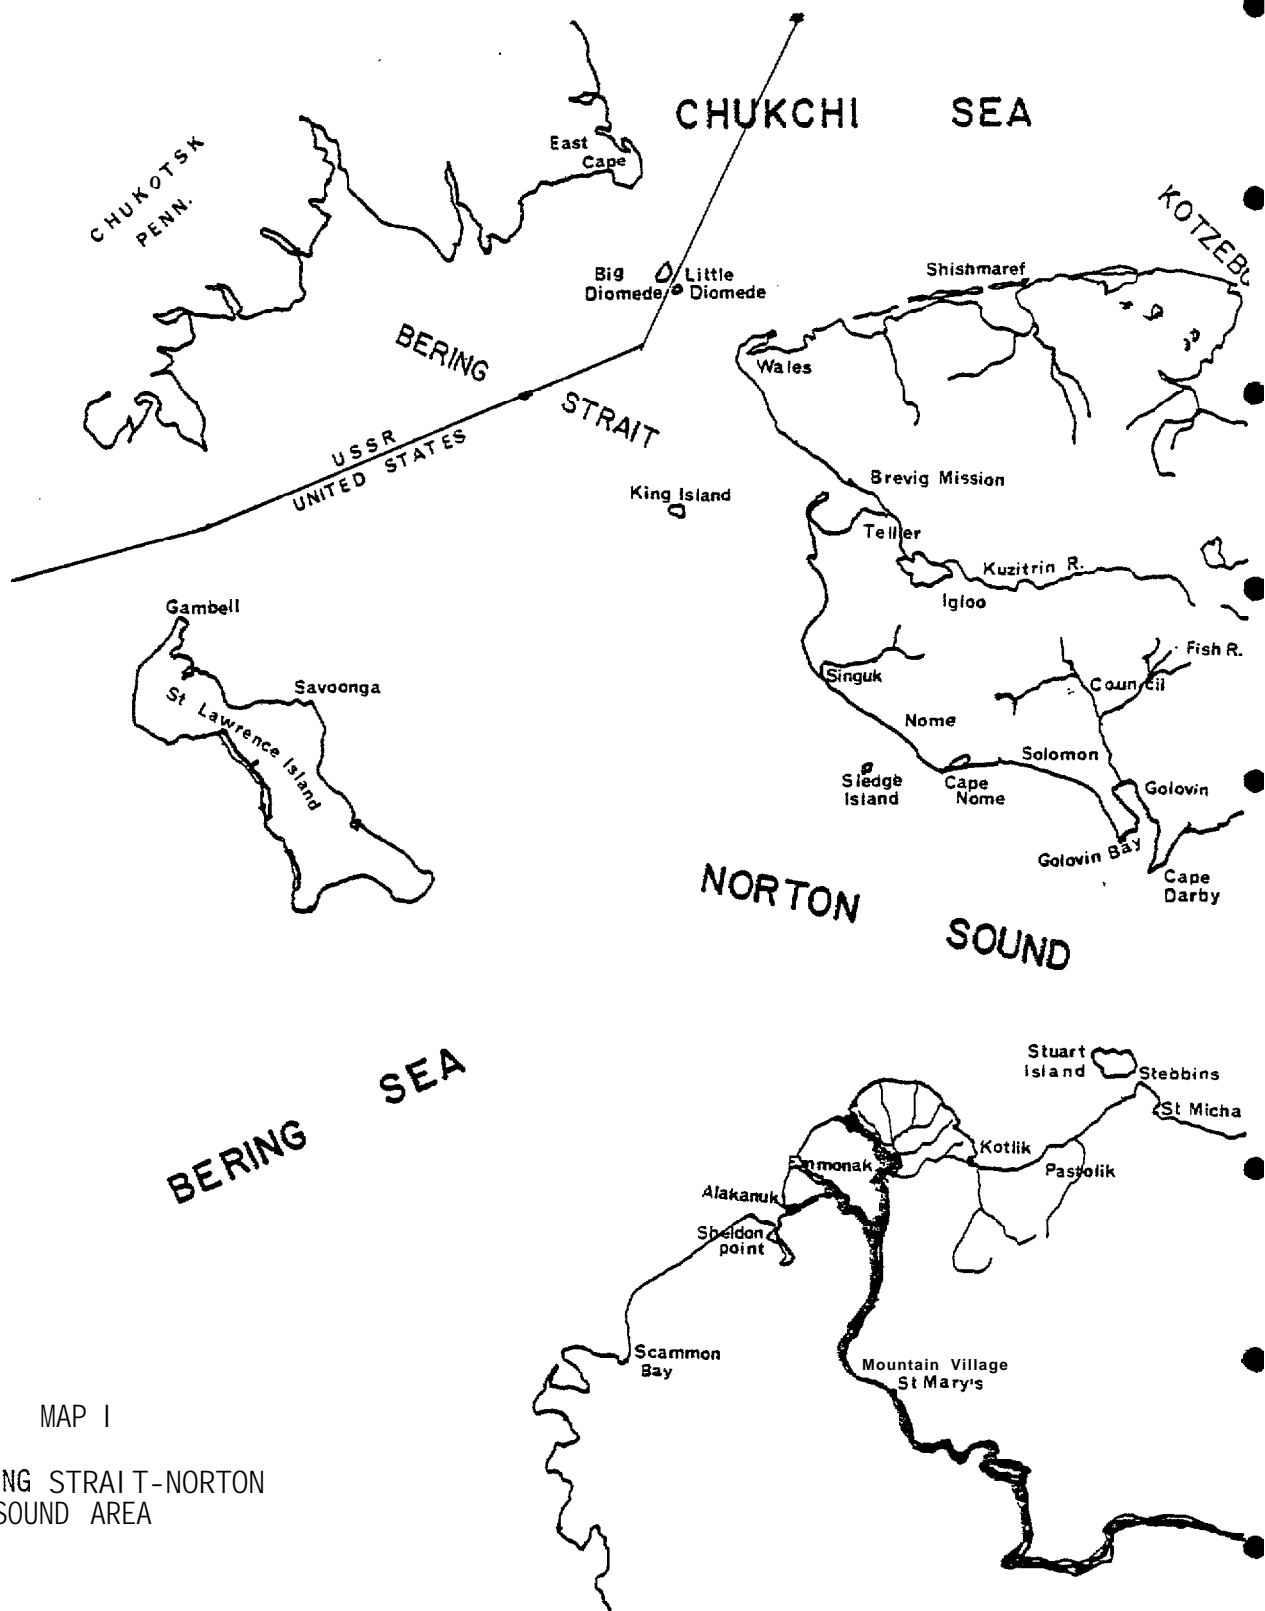 CHUKCHI SEA
East
Cape
CHUKOTSK
PENN.
KOTZEBU
Big
Diomede
Little
Diomede
Shishmaref
BERING
STRAIT
Wales
USSR
UNITED STATES
King Island
Brevig Mission
Teller
Kuzitrin R.
Igloo
Gambell
Savoonga
St Lawrence Island
Singuk
Fish R.
Council
Nome
Solomon
Sledge
Island
Cape
Nome
Golovin
Golovin Bay
Cape
Darby
NORTON
SOUND
BERING SEA
Stuart
Island
Stebbins
St Micha
Kotlik
Pastolik
Emmonak
Alakanuk
Sheldon
point
Scammon
Bay
Mountain Village
St Mary's
MAP I
NG STRAIT-NORTON
SOUND AREA